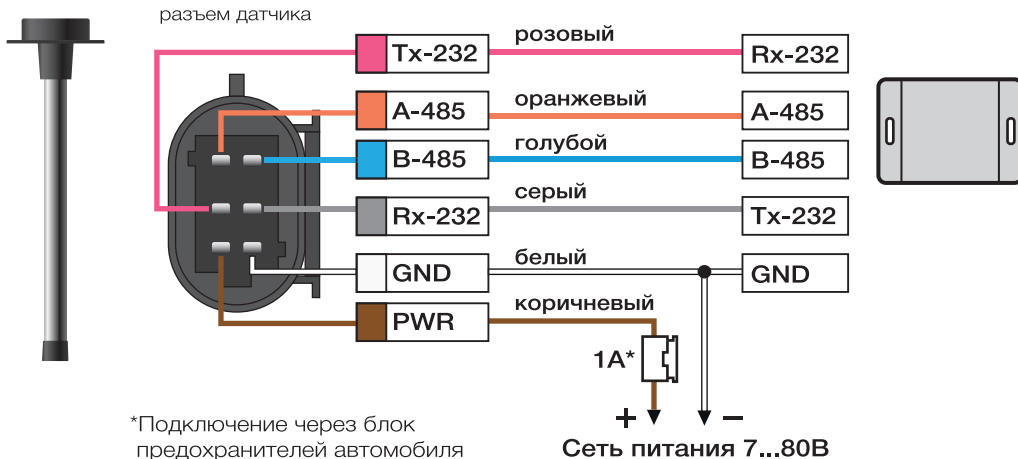 разъем датчика
Tx-232 розовый Rx-232
A-485 оранжевый A-485
B-485 голубой B-485
Rx-232 серый Tx-232
GND белый GND
PWR коричневый
1A*
+ –
*Подключение через блок
предохранителей автомобиля
Сеть питания 7...80В